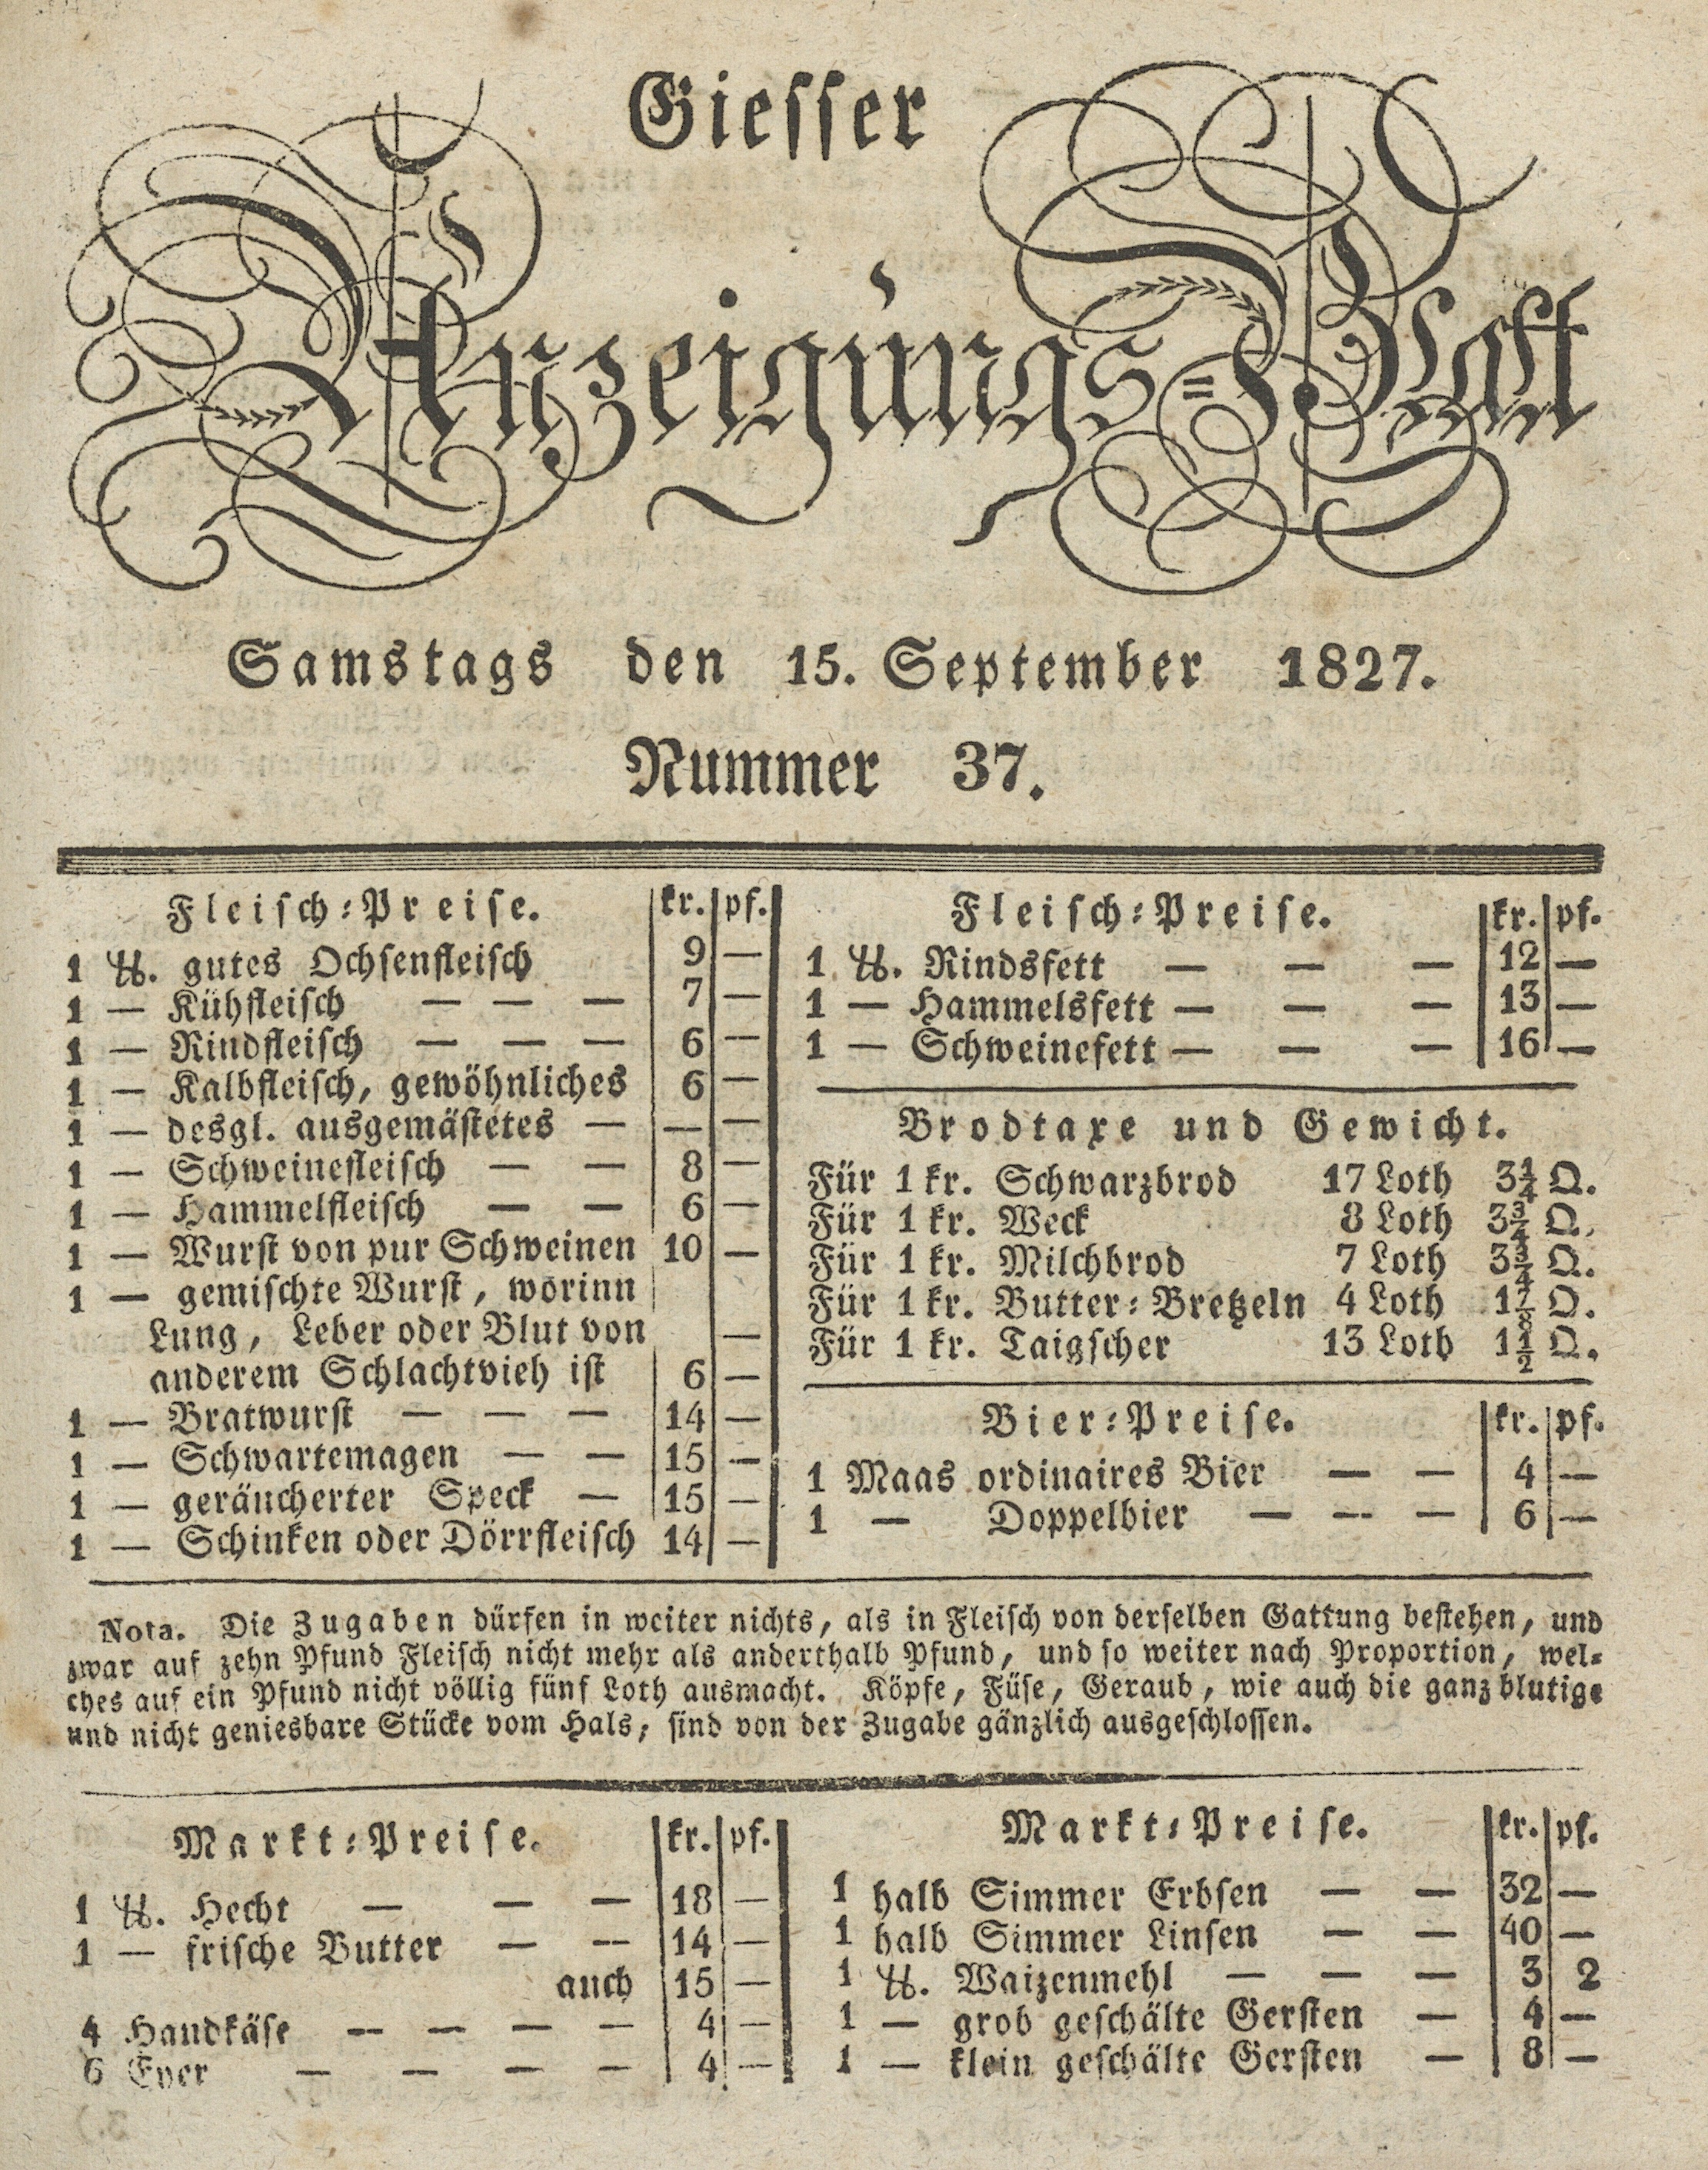 Giesser
Anzeigungs-Blatt
Samstags den 15. September 1827.
Nummer 37.
Fleisch-Preise. kr. pf.
1 ℔. gutes Ochsenfleisch 9 —
1 — Kühfleisch — — — 7 —
1 — Rindfleisch — — — 6 —
1 — Kalbfleisch, gewöhnliches 6 —
1 — desgl. ausgemästetes — — —
1 — Schweinefleisch — — 8 —
1 — Hammelfleisch — — 6 —
1 — Wurst von pur Schweinen 10 —
1 — gemischte Wurst, worinn
Lung, Leber oder Blut von —
anderem Schlachtvieh ist 6 —
1 — Bratwurst — — — 14 —
1 — Schwartemagen — — 15 —
1 — geräucherter Speck — 15 —
1 — Schinken oder Dörrfleisch 14 —
Fleisch-Preise. kr. pf.
1 ℔. Rindsfett — — — 12 —
1 — Hammelsfett — — — 13 —
1 — Schweinefett — — — 16 —
Brodtaxe und Gewicht.
Für 1 kr. Schwarzbrod 17 Loth 3¼ Q.
Für 1 kr. Weck 8 Loth 3¾ Q.
Für 1 kr. Milchbrod 7 Loth 3¾ Q.
Für 1 kr. Butter-Bretzeln 4 Loth 1⅞ Q.
Für 1 kr. Taigscher 13 Loth 1½ Q.
Bier-Preise. kr. pf.
1 Maas ordinaires Bier — — 4 —
1 — Doppelbier — — — 6 —
Nota. Die Zugaben dürfen in weiter nichts, als in Fleisch von derselben Gattung bestehen, und
zwar auf zehn Pfund Fleisch nicht mehr als anderthalb Pfund, und so weiter nach Proportion, wel-
ches auf ein Pfund nicht völlig fünf Loth ausmacht. Köpfe, Füse, Geraub, wie auch die ganz blutige
und nicht geniesbare Stücke vom Hals, sind von der Zugabe gänzlich ausgeschlossen.
Markt-Preise. kr. pf.
1 ℔. Hecht — — — 18 —
1 — frische Butter — — 14 —
auch 15 —
4 Handkäse — — — — 4 —
6 Eyer — — — — 4 —
Markt-Preise. kr. pf.
1 halb Simmer Erbsen — — 32 —
1 halb Simmer Linsen — — 40 —
1 ℔. Waizenmehl — — — 3 2
1 — grob geschälte Gersten — 4 —
1 — klein geschälte Gersten — 8 —